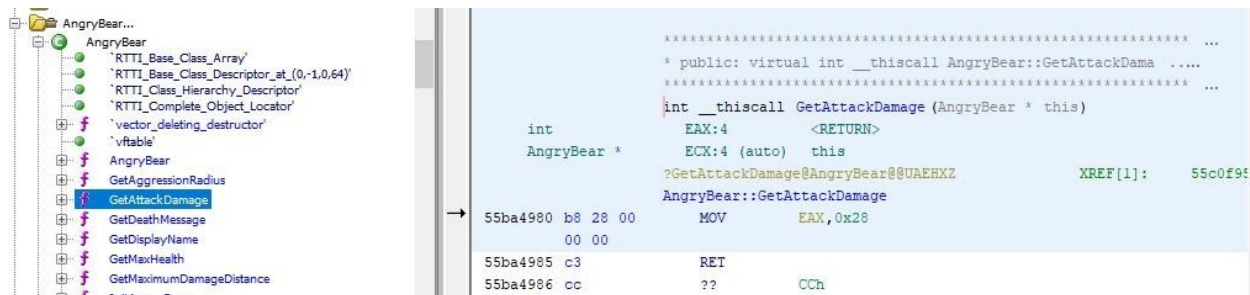 AngryBear...
AngryBear
`RTTI_Base_Class_Array'
`RTTI_Base_Class_Descriptor_at_(0,-1,0,64)'
`RTTI_Class_Hierarchy_Descriptor'
`RTTI_Complete_Object_Locator'
`vector_deleting_destructor'
`vftable'
AngryBear
GetAggressionRadius
GetAttackDamage
GetDeathMessage
GetDisplayName
GetMaxHealth
GetMaximumDamageDistance
************************************************************* ...
* public: virtual int __thiscall AngryBear::GetAttackDama .....
************************************************************* ...
int __thiscall GetAttackDamage(AngryBear * this)
int EAX:4 <RETURN>
AngryBear * ECX:4 (auto) this
?GetAttackDamage@AngryBear@@UAEHXZ XREF[1]: 55c0f95
AngryBear::GetAttackDamage
55ba4980 b8 28 00 MOV EAX,0x28
00 00
55ba4985 c3 RET
55ba4986 cc ?? CCh